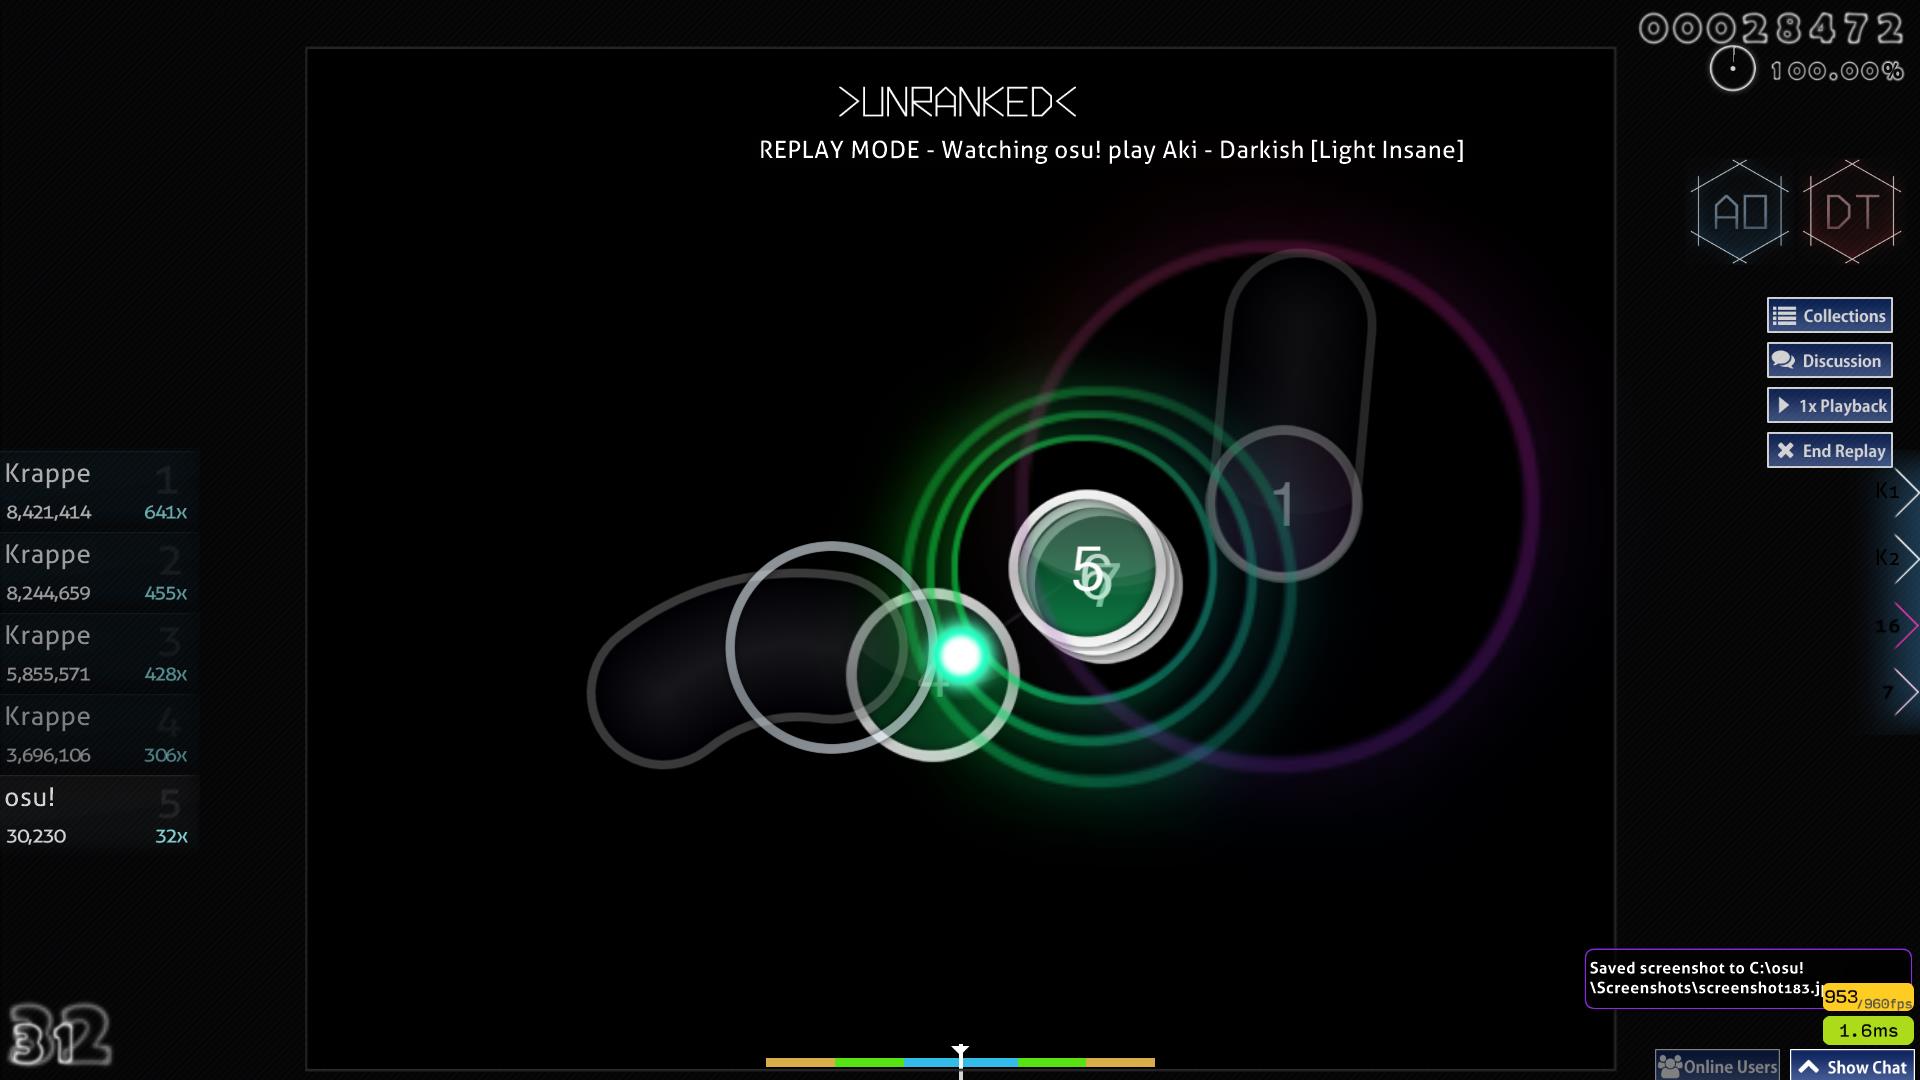 00028472
100.00%
>UNRANKED<
REPLAY MODE - Watching osu! play Aki - Darkish [Light Insane]
DT
Collections
Discussion
1x Playback
End Replay
K1
K2
16
7
Krappe 1
8,421,414 641x
Krappe 2
8,244,659 455x
Krappe 3
5,855,571 428x
Krappe 4
3,696,106 306x
osu! 5
30,230 32x
1
5
6
7
4
Saved screenshot to C:\osu!
\Screenshots\screenshot183.j
953/960fps
1.6ms
32
31
Online Users
Show Chat